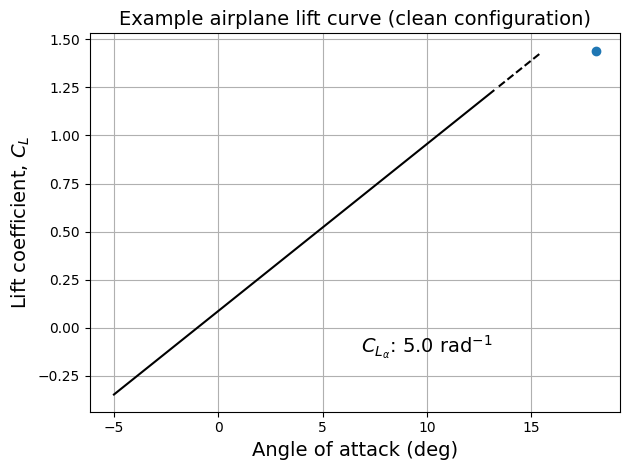 Example airplane lift curve (clean configuration)
Lift coefficient, $C_L$
1.50
1.25
1.00
0.75
0.50
0.25
0.00
−0.25
$C_{L_\alpha}$: 5.0 rad$^{-1}$
−5 0 5 10 15
Angle of attack (deg)